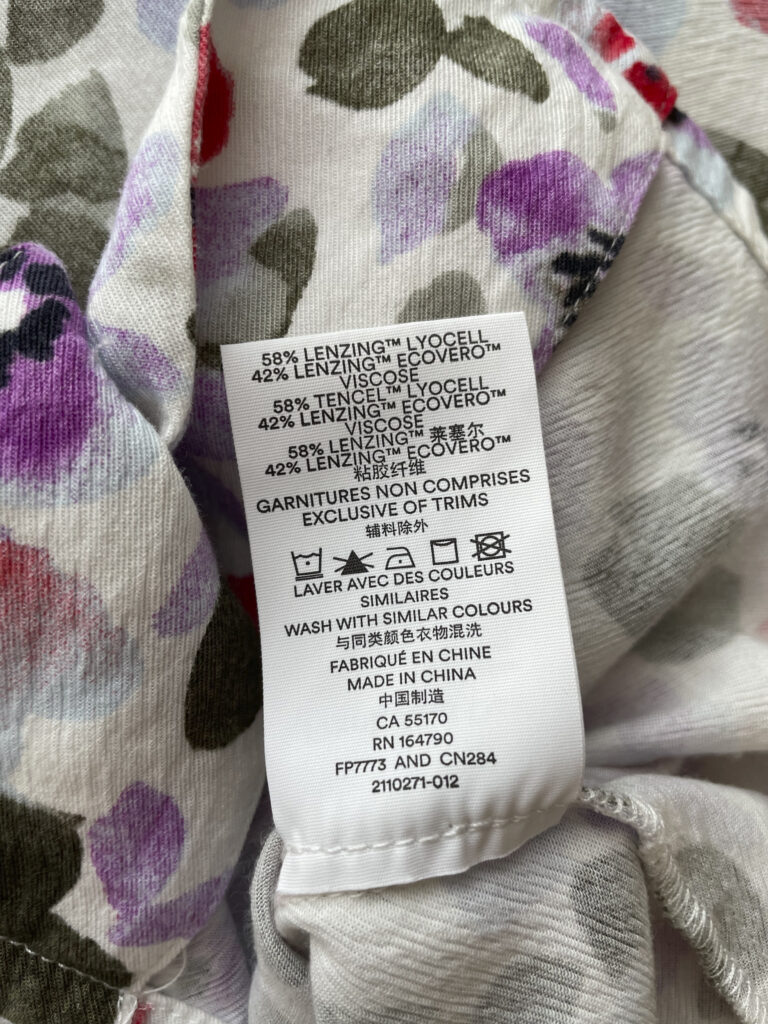 58% LENZING™ LYOCELL
42% LENZING™ ECOVERO™
VISCOSE
58% TENCEL™ LYOCELL
42% LENZING™ ECOVERO™
VISCOSE
58% LENZING™ 莱塞尔
42% LENZING™ ECOVERO™
粘胶纤维
GARNITURES NON COMPRISES
EXCLUSIVE OF TRIMS
辅料除外
LAVER AVEC DES COULEURS
SIMILAIRES
WASH WITH SIMILAR COLOURS
与同类颜色衣物混洗
FABRIQUÉ EN CHINE
MADE IN CHINA
中国制造
CA 55170
RN 164790
FP7773 AND CN284
2110271-012